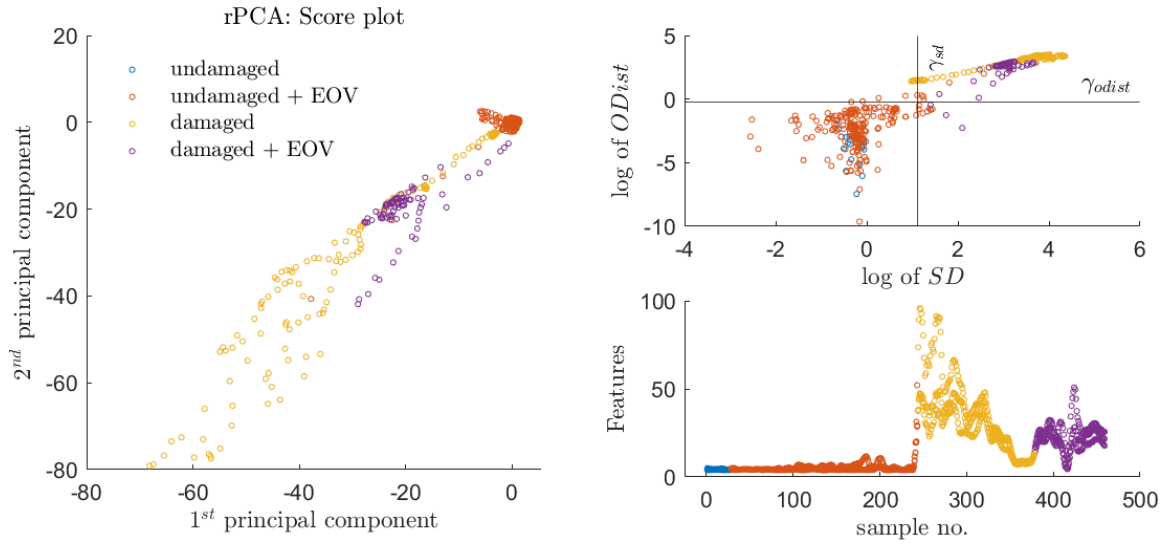 rPCA: Score plot
20
0
-20
-40
-60
-80
2nd principal component
undamaged
undamaged + EOV
damaged
damaged + EOV
-80
-60
-40
-20
0
1st principal component
5
0
-5
-10
log of ODist
γsd
γodist
-4
-2
0
2
4
6
log of SD
100
50
0
Features
0
100
200
300
400
500
sample no.